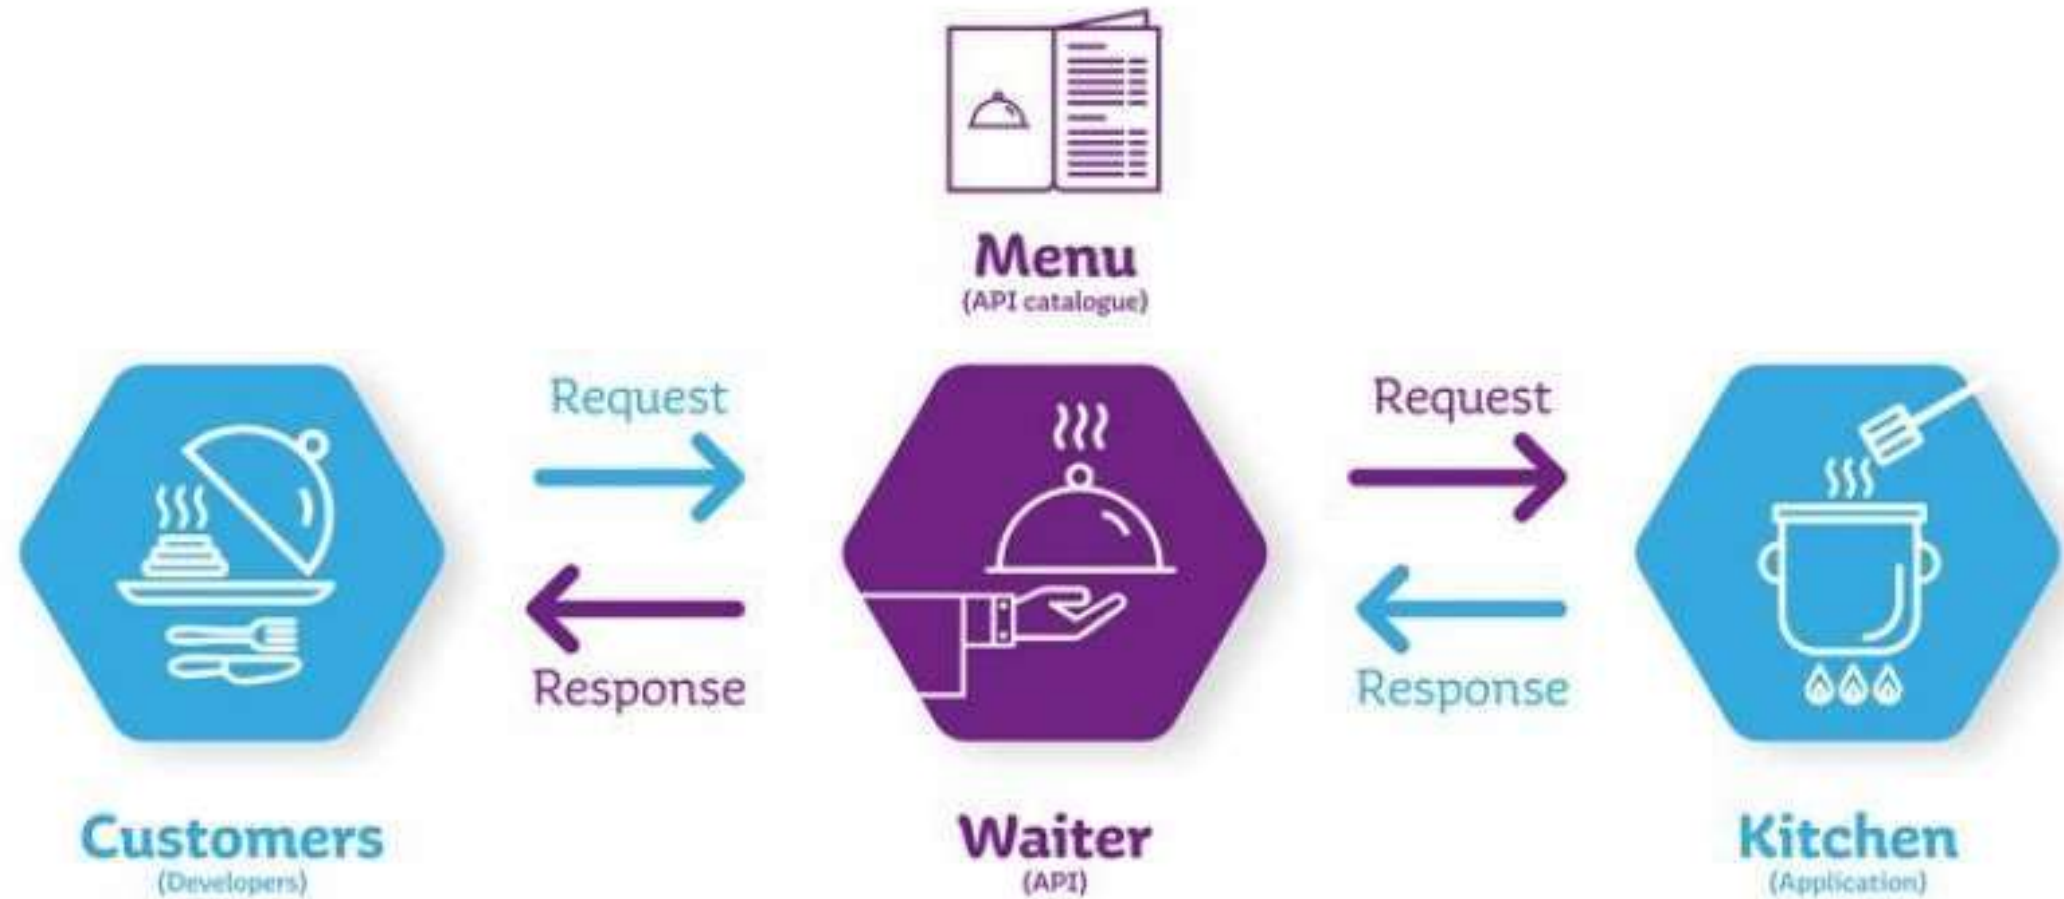 Menu
(API catalogue)
Request
Request
Response
Response
Customers
(Developers)
Waiter
(API)
Kitchen
(Application)